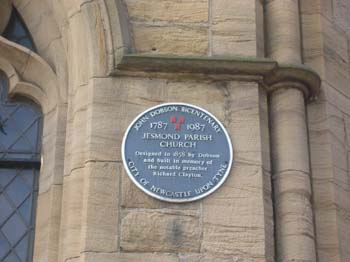 JOHN DOBSON BICENTENARY
1787 1987
JESMOND PARISH
CHURCH
Designed in 1858 by Dobson
and built in memory of
the notable preacher
Richard Clayton.
CITY OF NEWCASTLE UPON TYNE